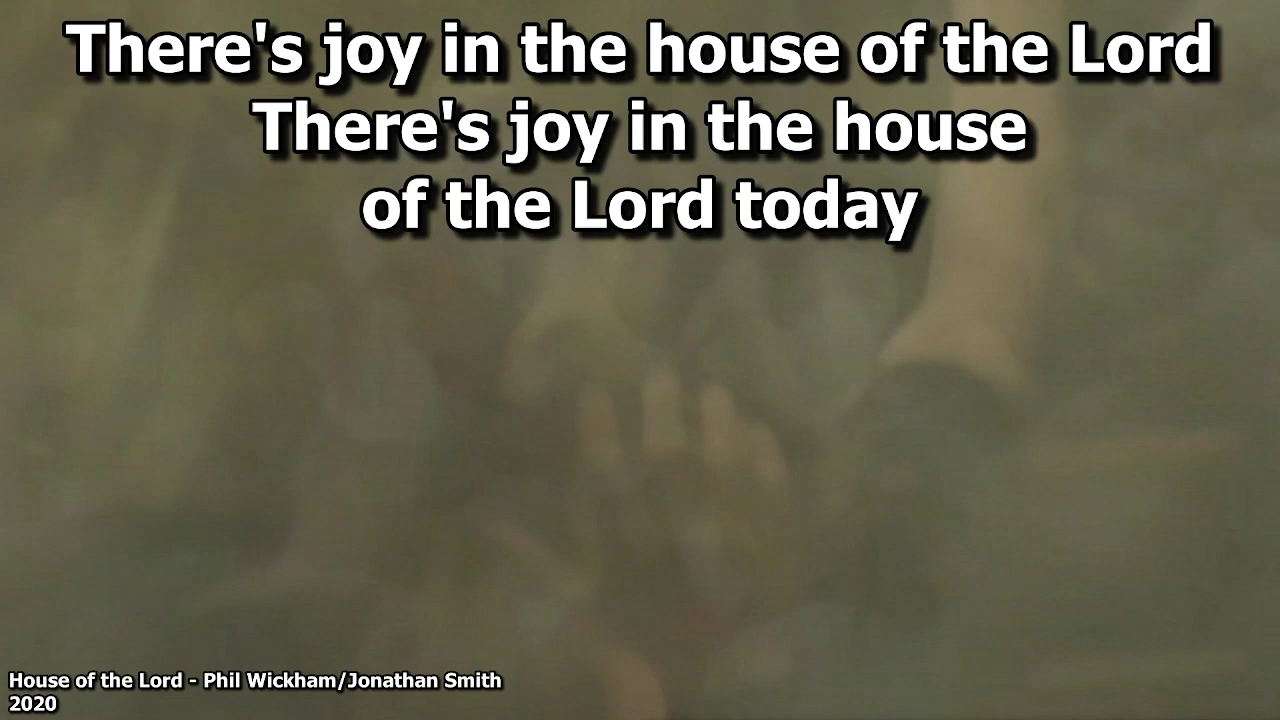 There's joy in the house of the Lord
There's joy in the house
of the Lord today
House of the Lord - Phil Wickham/Jonathan Smith
2020